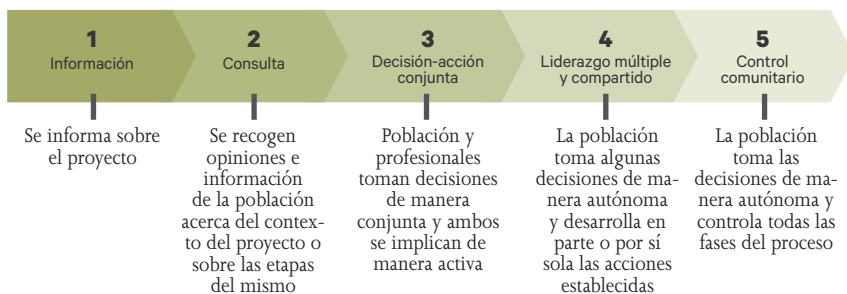 1
Información
2
Consulta
3
Decisión-acción
conjunta
4
Liderazgo múltiple
y compartido
5
Control
comunitario
Se informa sobre
el proyecto
Se recogen
opiniones e
información
de la población
acerca del contex-
to del proyecto o
sobre las etapas
del mismo
Población y
profesionales
toman decisiones
de manera
conjunta y ambos
se implican de
manera activa
La población
toma algunas
decisiones de ma-
nera autónoma
y desarrolla en
parte o por sí
sola las acciones
establecidas
La población
toma las
decisiones de ma-
nera autónoma y
controla todas las
fases del proceso